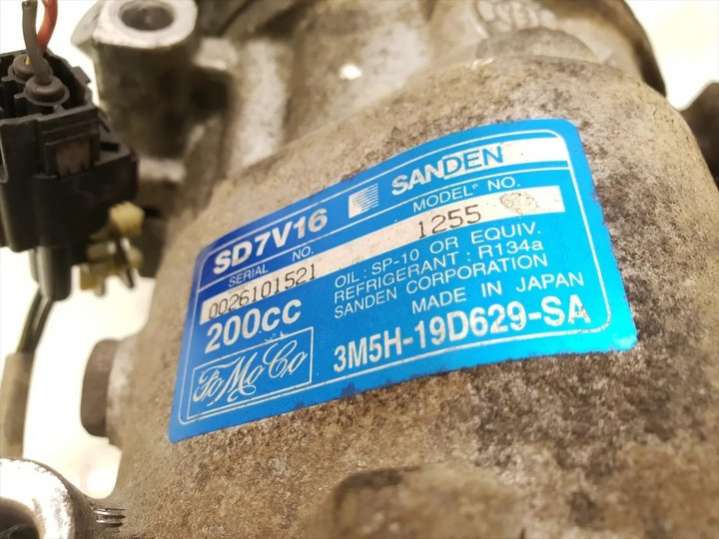 SD7V16 SANDEN
SERIAL NO. MODEL NO.
0026101521 1255
200cc OIL : SP-10 OR EQUIV.
REFRIGERANT : R134a
SANDEN CORPORATION
MADE IN JAPAN
FoMoCo 3M5H-19D629-SA